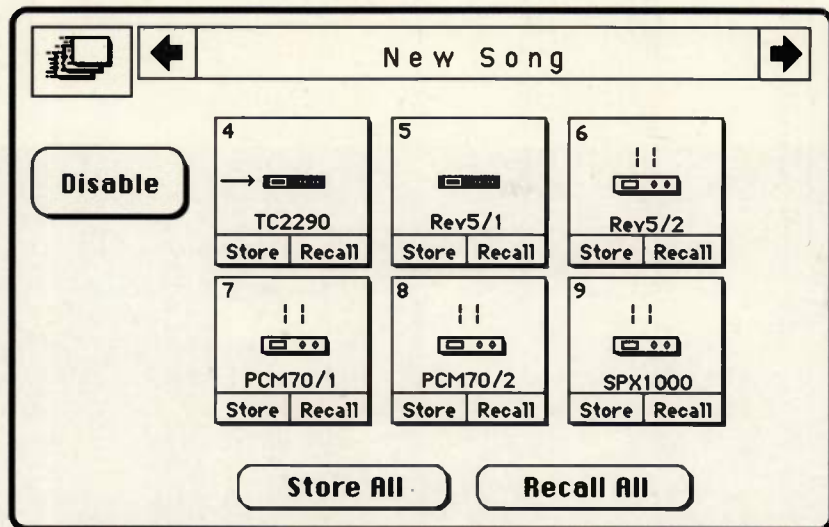 New Song
Disable
4
TC2290
Store Recall
5
Rev5/1
Store Recall
6
Rev5/2
Store Recall
7
PCM70/1
Store Recall
8
PCM70/2
Store Recall
9
SPX1000
Store Recall
Store All
Recall All